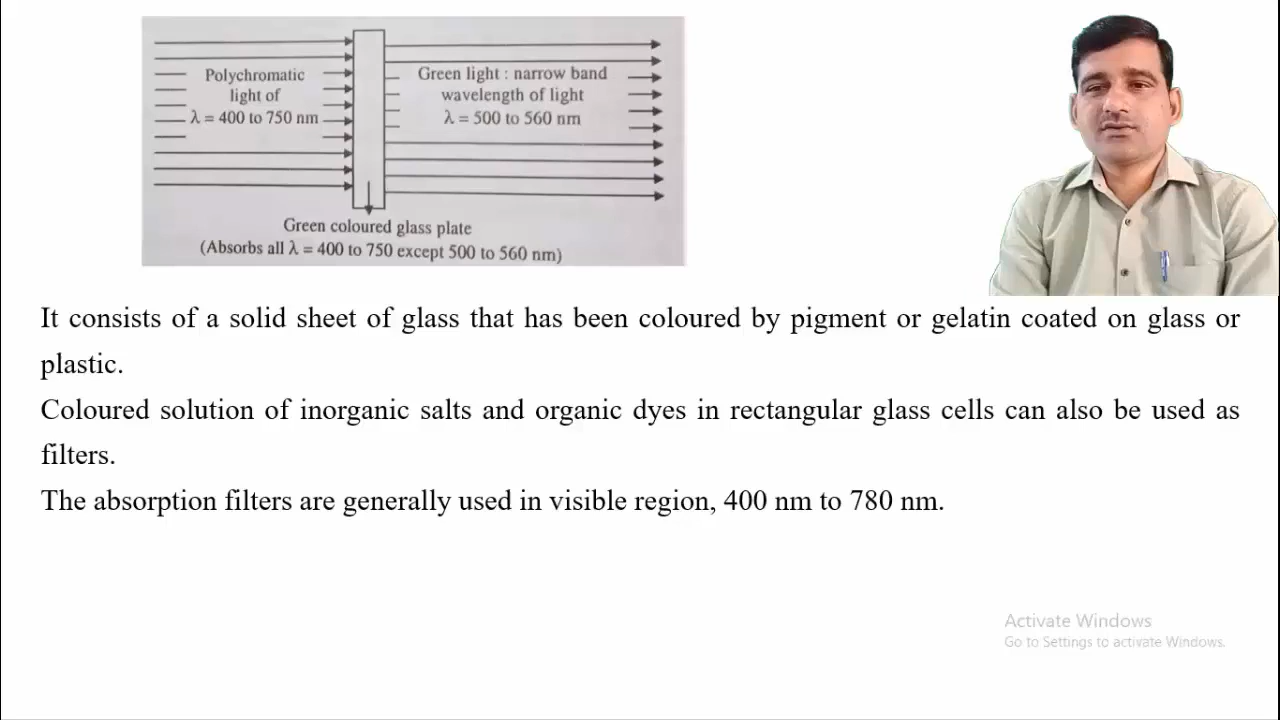 Polychromatic
light of
λ = 400 to 750 nm
Green light : narrow band
wavelength of light
λ = 500 to 560 nm
Green coloured glass plate
(Absorbs all λ = 400 to 750 except 500 to 560 nm)
It consists of a solid sheet of glass that has been coloured by pigment or gelatin coated on glass or
plastic.
Coloured solution of inorganic salts and organic dyes in rectangular glass cells can also be used as
filters.
The absorption filters are generally used in visible region, 400 nm to 780 nm.
Activate Windows
Go to Settings to activate Windows.